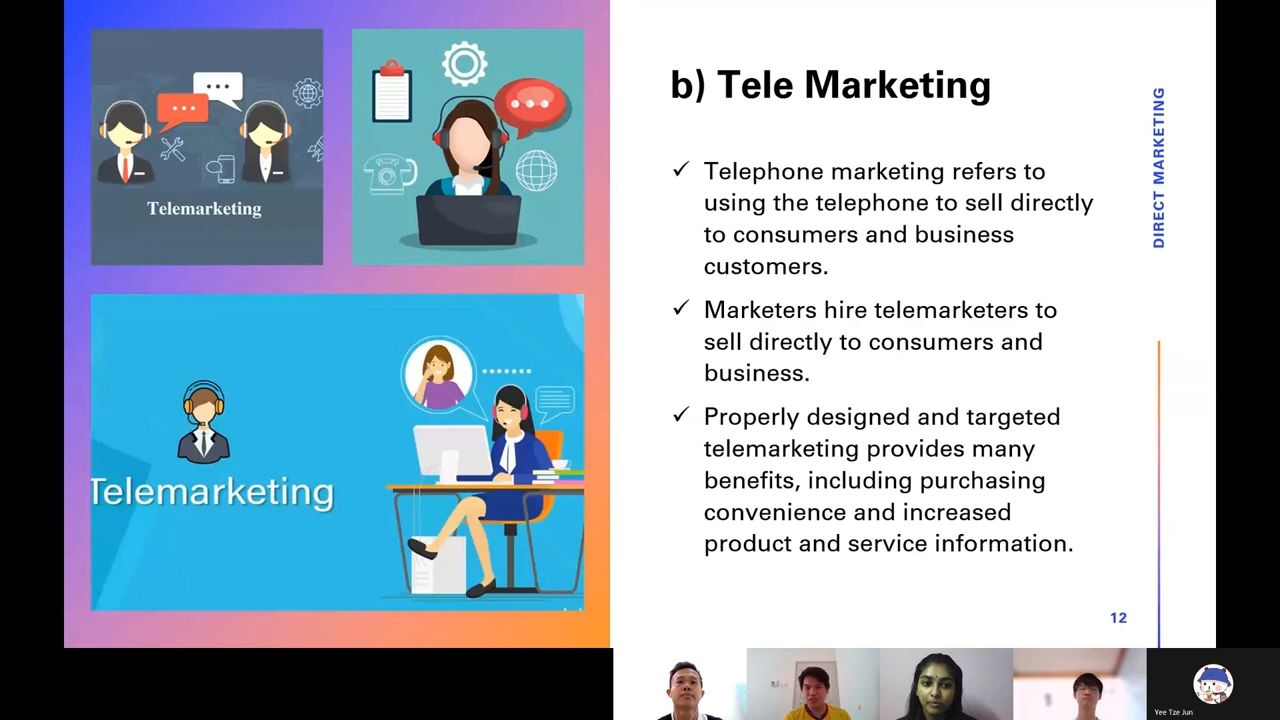 Telemarketing
Telemarketing
b) Tele Marketing
✓ Telephone marketing refers to
using the telephone to sell directly
to consumers and business
customers.
✓ Marketers hire telemarketers to
sell directly to consumers and
business.
✓ Properly designed and targeted
telemarketing provides many
benefits, including purchasing
convenience and increased
product and service information.
DIRECT MARKETING
12
Yee Tze Jun